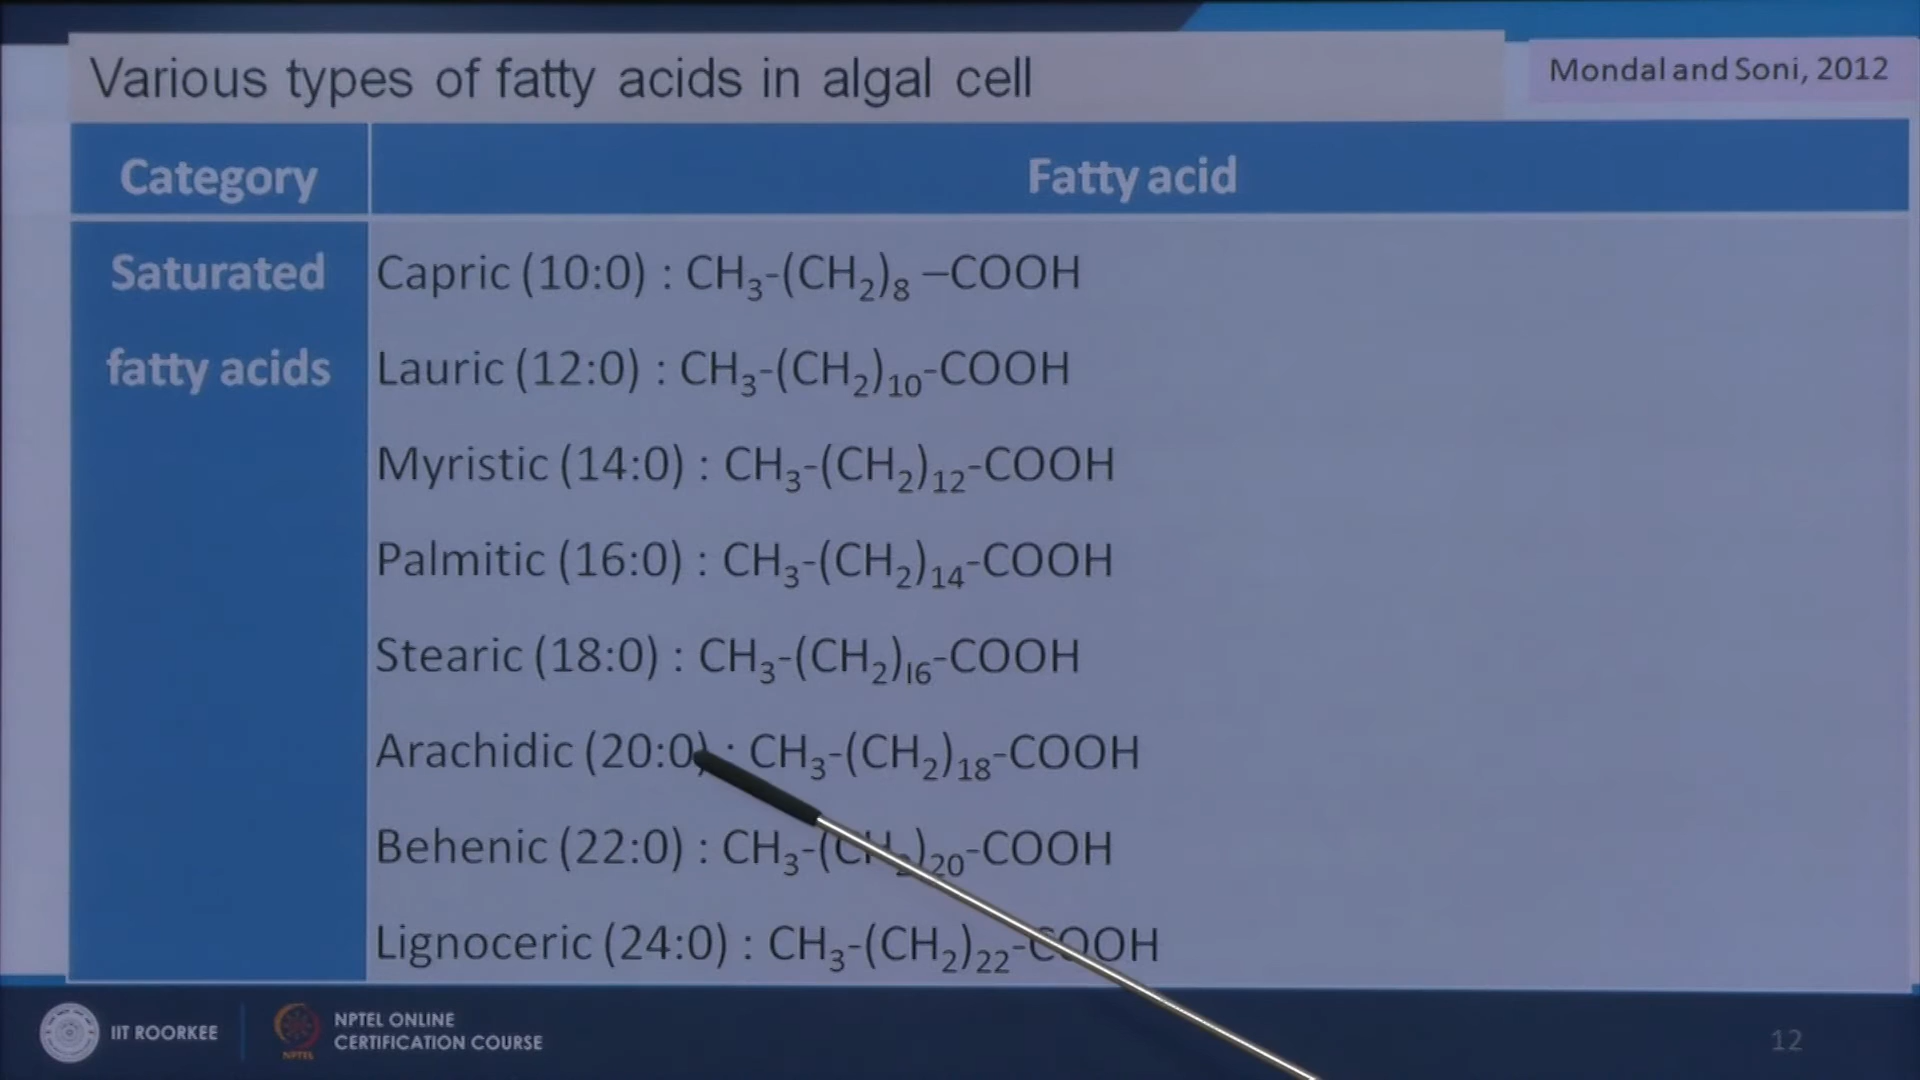 Various types of fatty acids in algal cell
Mondal and Soni, 2012
Category
Fatty acid
Saturated
fatty acids
Capric (10:0) : CH₃-(CH₂)₈ –COOH
Lauric (12:0) : CH₃-(CH₂)₁₀-COOH
Myristic (14:0) : CH₃-(CH₂)₁₂-COOH
Palmitic (16:0) : CH₃-(CH₂)₁₄-COOH
Stearic (18:0) : CH₃-(CH₂)ₗ₆-COOH
Arachidic (20:0) : CH₃-(CH₂)₁₈-COOH
Behenic (22:0) : CH₃-(CH₂)₂₀-COOH
Lignoceric (24:0) : CH₃-(CH₂)₂₂-COOH
IIT ROORKEE
NPTEL
NPTEL ONLINE
CERTIFICATION COURSE
12